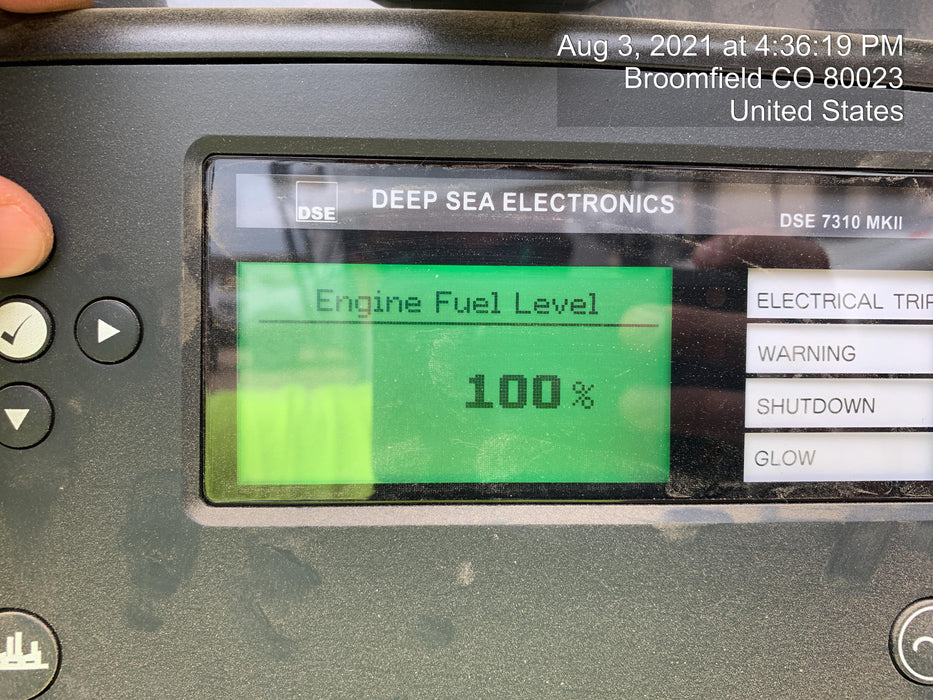 Aug 3, 2021 at 4:36:19 PM
Broomfield CO 80023
United States
DSE
DEEP SEA ELECTRONICS
DSE 7310 MKII
Engine Fuel Level
100 %
ELECTRICAL TRIP
WARNING
SHUTDOWN
GLOW